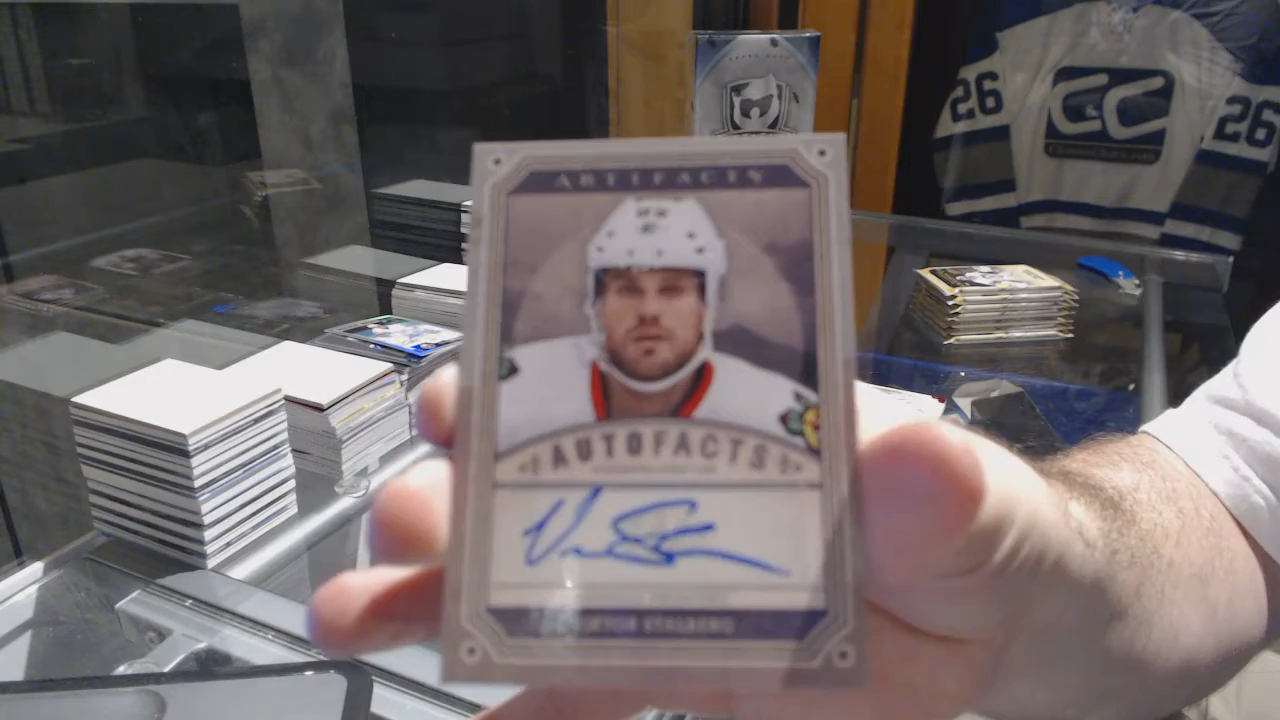 26
C&C
26
ARTIFACTS
AUTOFACTS
VIKTOR STALBERG